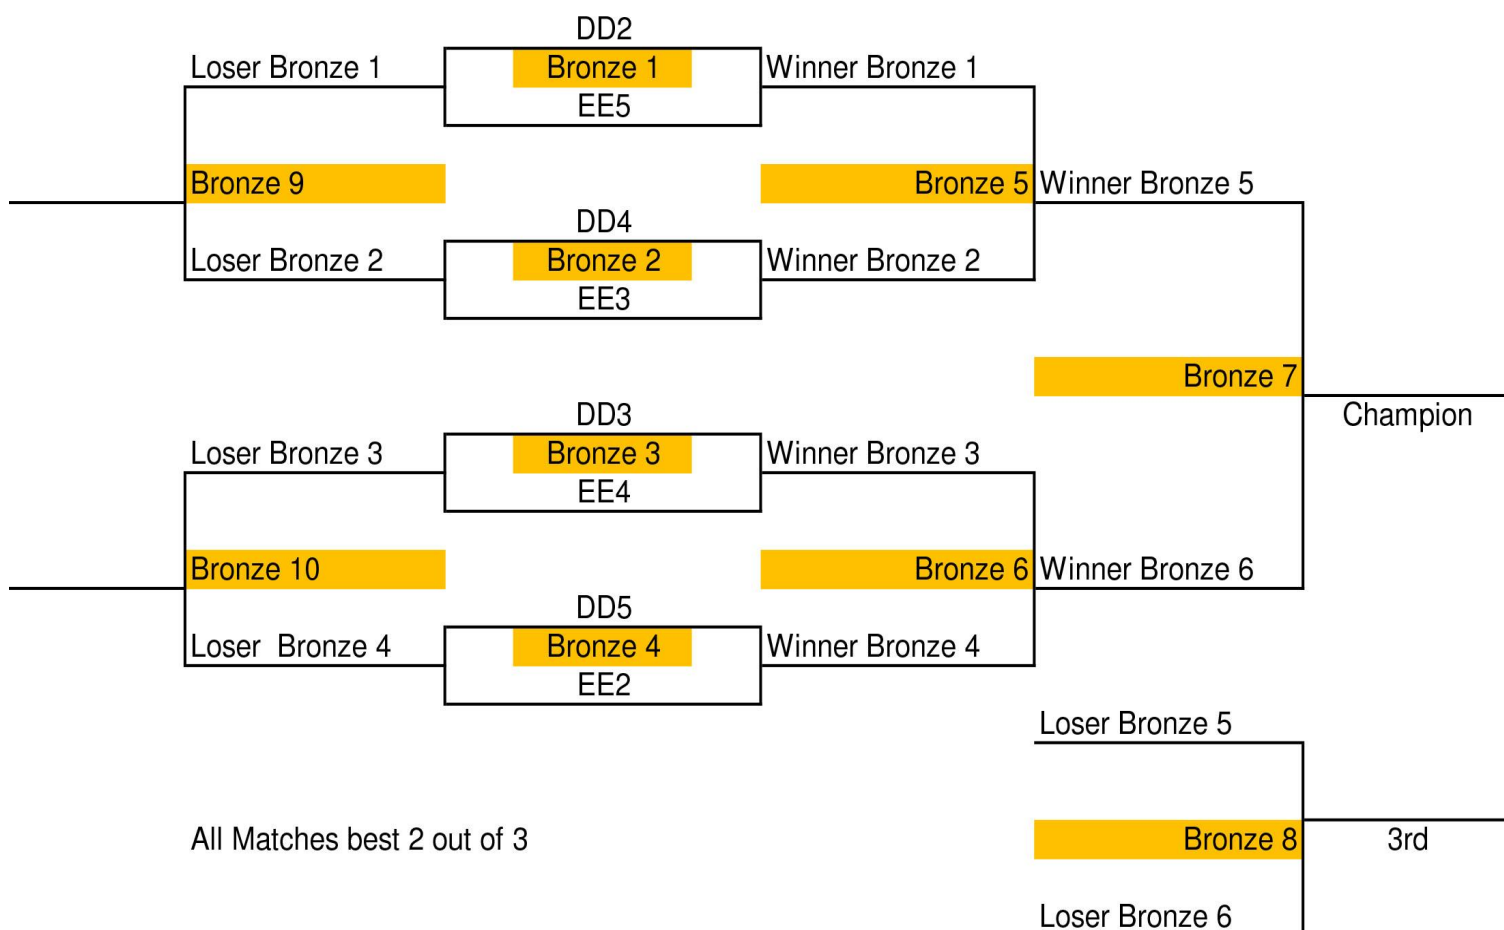 DD2
Loser Bronze 1
Bronze 1
Winner Bronze 1
EE5
Bronze 9
Bronze 5
Winner Bronze 5
DD4
Loser Bronze 2
Bronze 2
Winner Bronze 2
EE3
Bronze 7
Champion
DD3
Loser Bronze 3
Bronze 3
Winner Bronze 3
EE4
Bronze 10
Bronze 6
Winner Bronze 6
DD5
Loser  Bronze 4
Bronze 4
Winner Bronze 4
EE2
Loser Bronze 5
All Matches best 2 out of 3
Bronze 8
3rd
Loser Bronze 6